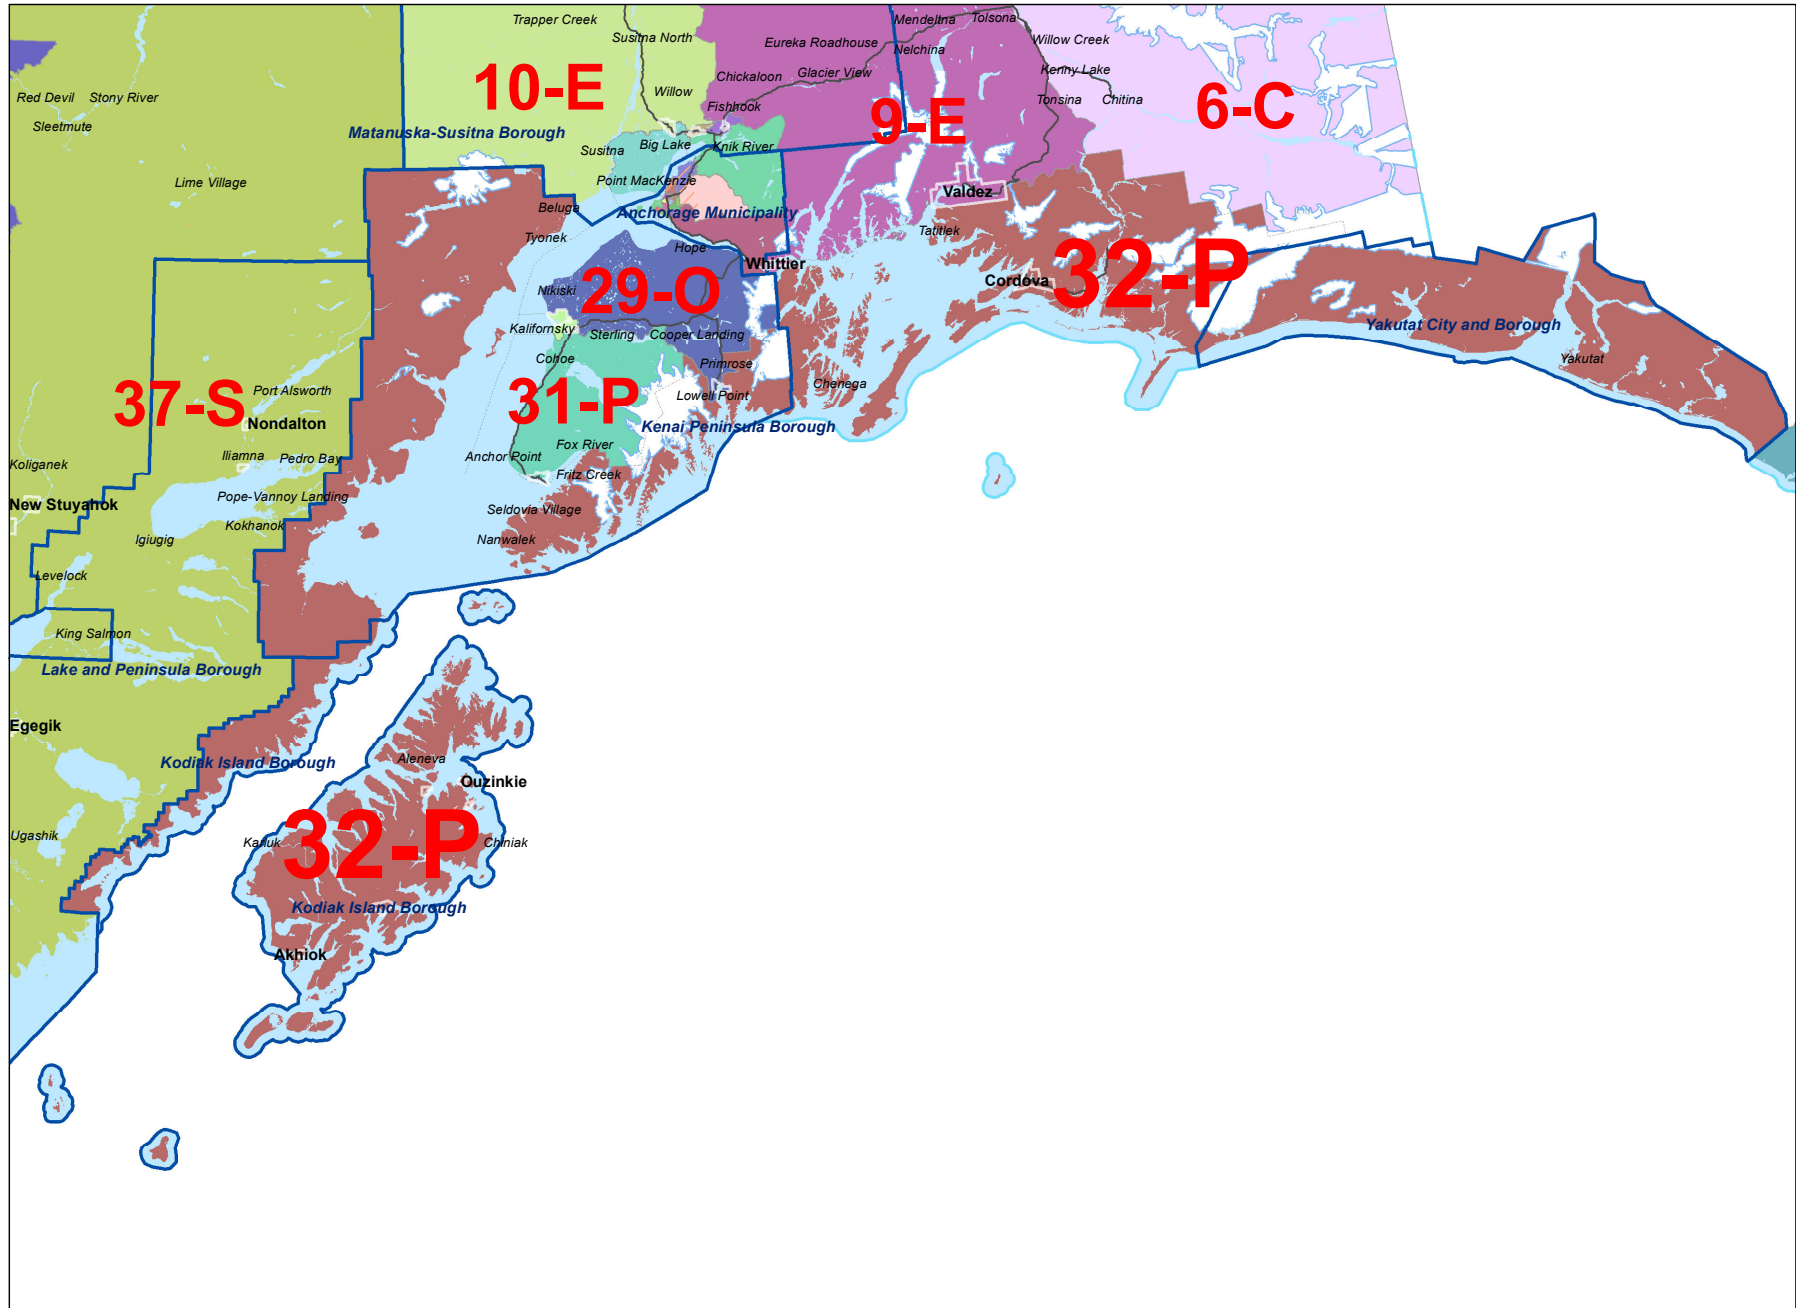 Trapper Creek
Mendeltna
Tolsona
Susitna North
Eureka Roadhouse
Nelchina
Willow Creek
Chickaloon
Glacier View
Kenny Lake
10-E
Red Devil
Stony River
Willow
Fishhook
9-E
Tonsina
Chitina
6-C
Sleetmute
Matanuska-Susitna Borough
Susitna
Big Lake
Knik River
Lime Village
Point MacKenzie
Valdez
Beluga
Anchorage Municipality
Tyonek
Hope
Tatitlek
Whittier
32-P
Nikiski
29-O
Cordova
Kalifornsky
Sterling
Cooper Landing
Yakutat City and Borough
Cohoe
Primrose
Yakutat
37-S
Port Alsworth
31-P
Lowell Point
Chenega
Nondalton
Kenai Peninsula Borough
Koliganek
Iliamna
Pedro Bay
Anchor Point
Fox River
Fritz Creek
New Stuyahok
Pope-Vannoy Landing
Seldovia Village
Kokhanok
Igiugig
Nanwalek
Levelock
King Salmon
Lake and Peninsula Borough
Egegik
Kodiak Island Borough
Aleneva
Ouzinkie
Ugashik
Karluk
32-P
Chiniak
Kodiak Island Borough
Akhiok